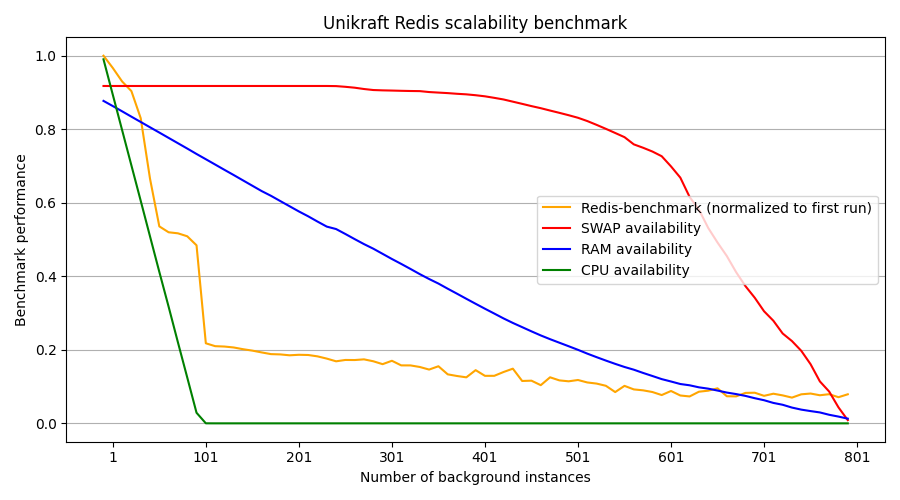 Unikraft Redis scalability benchmark
Benchmark performance
1.0
0.8
0.6
0.4
0.2
0.0
Redis-benchmark (normalized to first run)
SWAP availability
RAM availability
CPU availability
1 101 201 301 401 501 601 701 801
Number of background instances